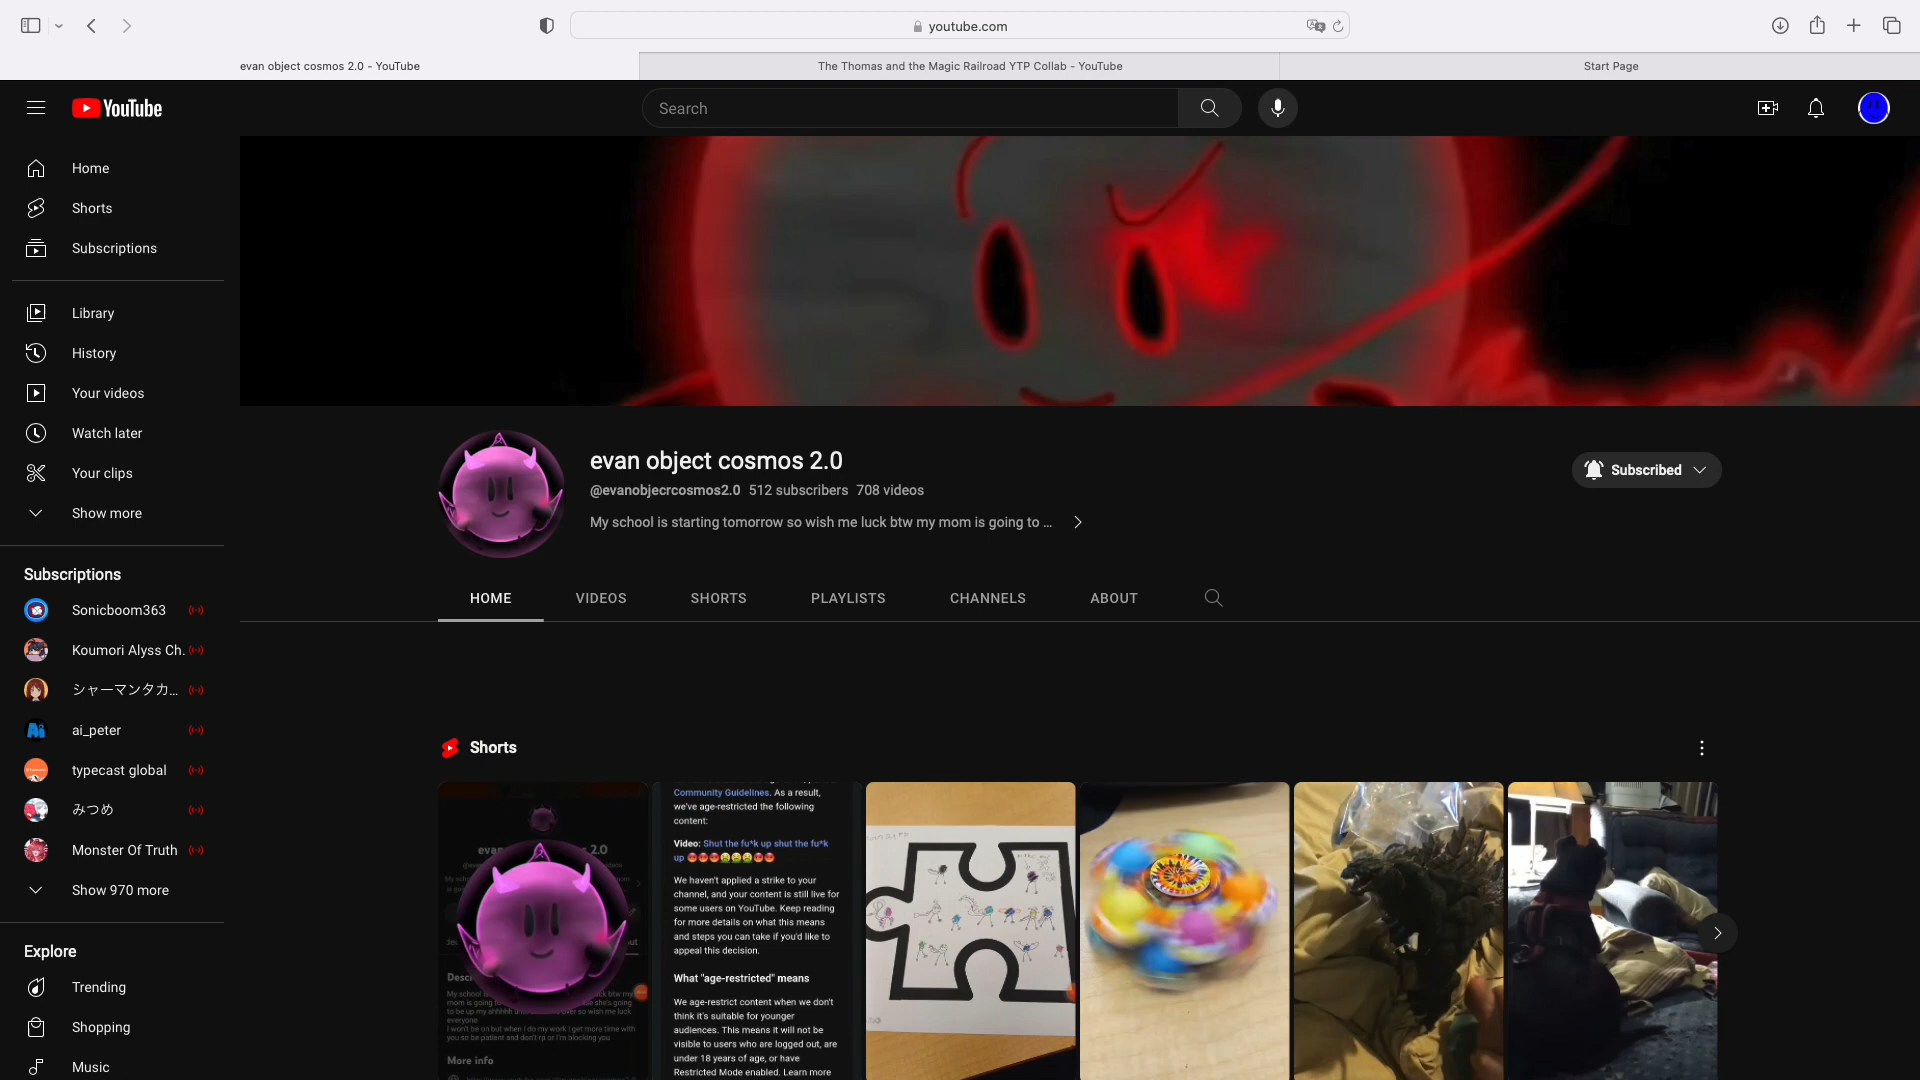 youtube.com
evan object cosmos 2.0 - YouTube
The Thomas and the Magic Railroad YTP Collab - YouTube
Start Page
YouTube
Search
Home
Shorts
Subscriptions
Library
History
Your videos
Watch later
Your clips
Show more
Subscriptions
Sonicboom363
Koumori Alyss Ch.
シャーマンタカ...
ai_peter
typecast global
みつめ
Monster Of Truth
Show 970 more
Explore
Trending
Shopping
Music
evan object cosmos 2.0
@evanobjecrcosmos2.0 512 subscribers 708 videos
My school is starting tomorrow so wish me luck btw my mom is going to ...
Subscribed
HOME
VIDEOS
SHORTS
PLAYLISTS
CHANNELS
ABOUT
Shorts
evan
2.0
More info
Community Guidelines. As a result,
we've age-restricted the following
content:
Video: Shut the fu*k up shut the fu*k
up 😡😡😡🤮🤮🤮😡😡
We haven't applied a strike to your
channel, and your content is still live for
some users on YouTube. Keep reading
for more details on what this means
and steps you can take if you'd like to
appeal this decision.
What "age-restricted" means
We age-restrict content when we don't
think it's suitable for younger
audiences. This means it will not be
visible to users who are logged out, are
under 18 years of age, or have
Restricted Mode enabled. Learn more